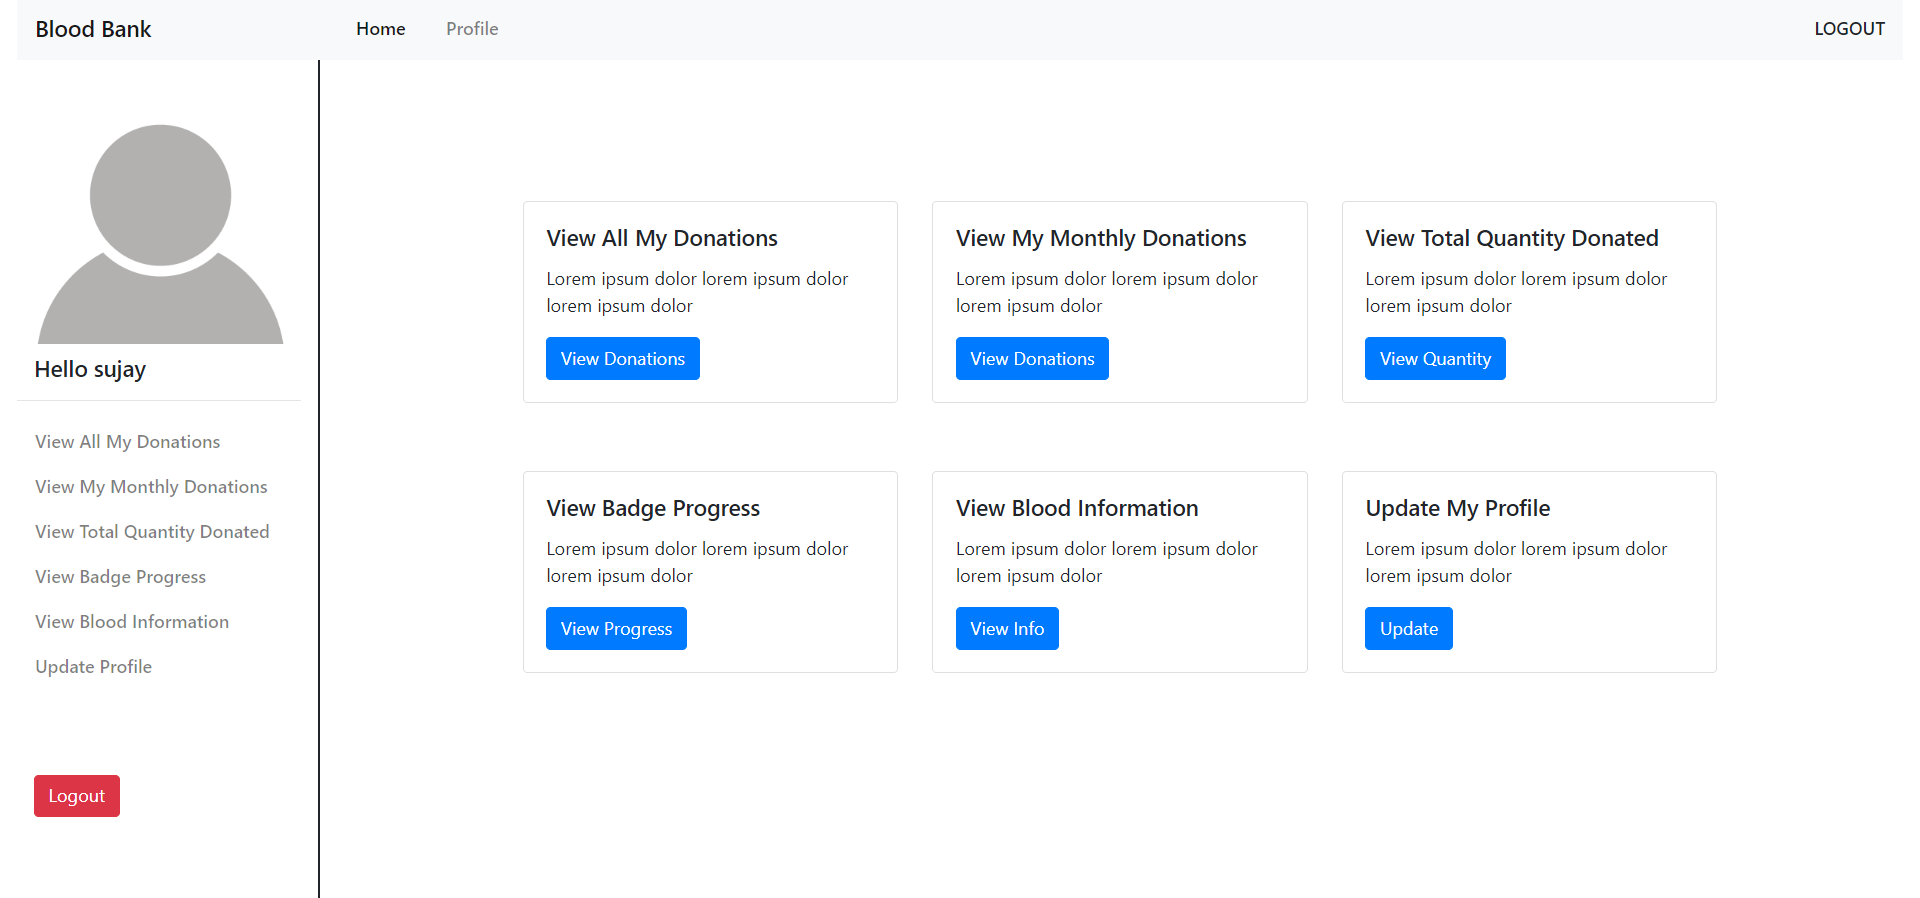 Blood Bank
Home
Profile
LOGOUT
Hello sujay
View All My Donations
View My Monthly Donations
View Total Quantity Donated
View Badge Progress
View Blood Information
Update Profile
Logout
View All My Donations
Lorem ipsum dolor lorem ipsum dolor
lorem ipsum dolor
View Donations
View My Monthly Donations
Lorem ipsum dolor lorem ipsum dolor
lorem ipsum dolor
View Donations
View Total Quantity Donated
Lorem ipsum dolor lorem ipsum dolor
lorem ipsum dolor
View Quantity
View Badge Progress
Lorem ipsum dolor lorem ipsum dolor
lorem ipsum dolor
View Progress
View Blood Information
Lorem ipsum dolor lorem ipsum dolor
lorem ipsum dolor
View Info
Update My Profile
Lorem ipsum dolor lorem ipsum dolor
lorem ipsum dolor
Update